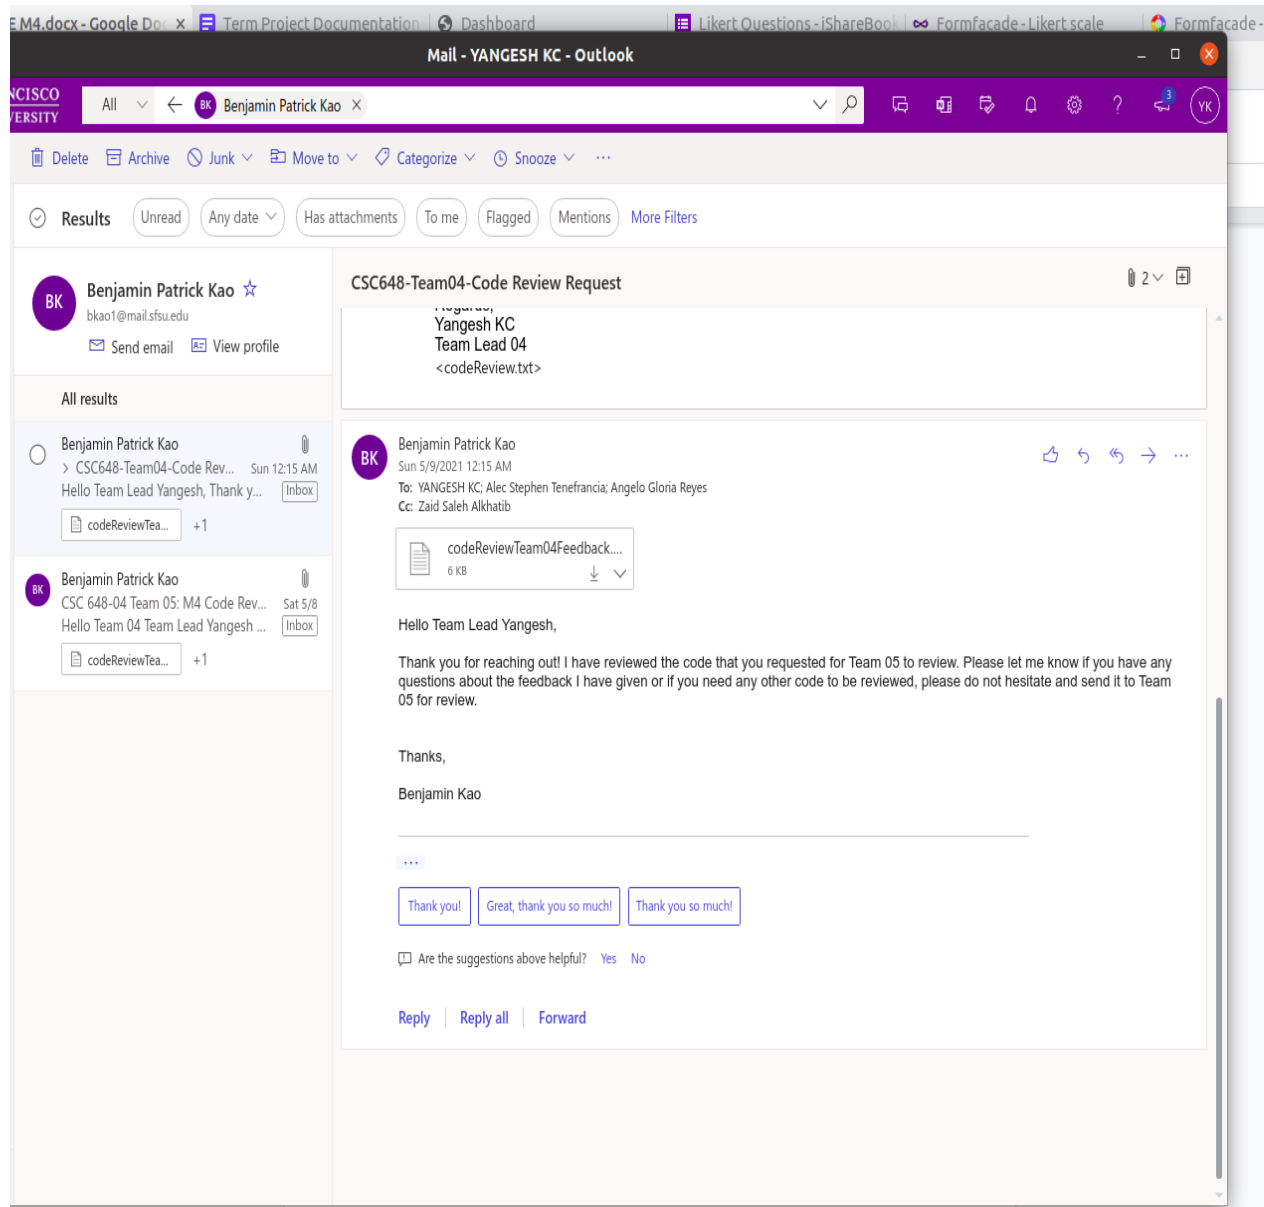 E M4.docx - Google Do
Term Project Documentation
Dashboard
Likert Questions - iShareBook
Formfacade - Likert scale
Formfacade -
Mail - YANGESH KC - Outlook
NCISCO
VERSITY
All
BK Benjamin Patrick Kao
3
YK
Delete
Archive
Junk
Move to
Categorize
Snooze
Results
Unread
Any date
Has attachments
To me
Flagged
Mentions
More Filters
BK
Benjamin Patrick Kao
bkao1@mail.sfsu.edu
Send email
View profile
All results
Benjamin Patrick Kao
> CSC648-Team04-Code Rev... Sun 12:15 AM
Hello Team Lead Yangesh, Thank y... Inbox
codeReviewTea... +1
BK
Benjamin Patrick Kao
CSC 648-04 Team 05: M4 Code Rev... Sat 5/8
Hello Team 04 Team Lead Yangesh ... Inbox
codeReviewTea... +1
CSC648-Team04-Code Review Request
2
Regards,
Yangesh KC
Team Lead 04
<codeReview.txt>
BK
Benjamin Patrick Kao
Sun 5/9/2021 12:15 AM
To: YANGESH KC; Alec Stephen Tenefrancia; Angelo Gloria Reyes
Cc: Zaid Saleh Alkhatib
codeReviewTeam04Feedback....
6 KB
Hello Team Lead Yangesh,
Thank you for reaching out! I have reviewed the code that you requested for Team 05 to review. Please let me know if you have any
questions about the feedback I have given or if you need any other code to be reviewed, please do not hesitate and send it to Team
05 for review.
Thanks,
Benjamin Kao
...
Thank you!
Great, thank you so much!
Thank you so much!
Are the suggestions above helpful? Yes No
Reply
Reply all
Forward